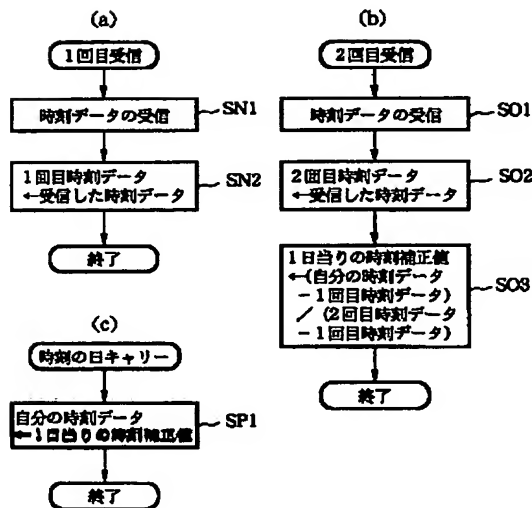 (a)
1回目受信
時刻データの受信
SN1
1回目時刻データ
←受信した時刻データ
SN2
終了
(b)
2回目受信
時刻データの受信
SO1
2回目時刻データ
←受信した時刻データ
SO2
1日当りの時刻補正値
←(自分の時刻データ
−1回目時刻データ)
/(2回目時刻データ
−1回目時刻データ)
SO3
終了
(c)
時刻の日キャリー
自分の時刻データ
←1日当りの時刻補正値
SP1
終了